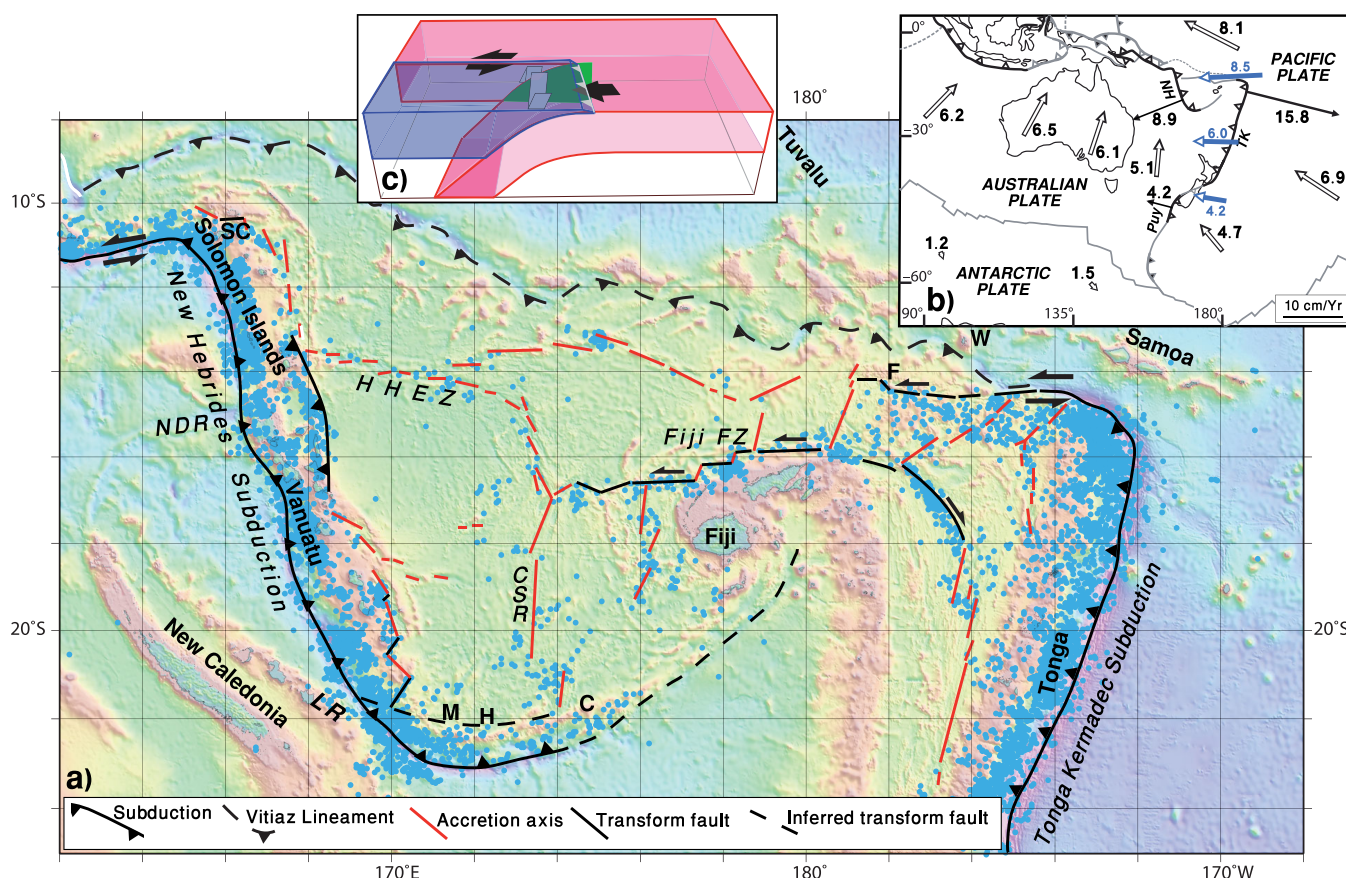 c)
180°
Tuvalu
10°S
SC
Solomon Islands
New Hebrides Subduction
NDR
Vanuatu
H H E Z
Fiji FZ
F
W
Samoa
Fiji
CSR
20°S
20°S
New Caledonia
LR
M H C
Tonga
Tonga Kermadec Subduction
a)
Subduction
Vitiaz Lineament
Accretion axis
Transform fault
Inferred transform fault
170°E
180°
170°W
0°
8.1
PACIFIC
PLATE
8.5
NH
6.2
8.9
15.8
−30°
6.5
6.0
TK
6.1
5.1
6.9
AUSTRALIAN
PLATE
4.2
4.2
Puy
4.7
1.2
ANTARCTIC
PLATE
1.5
−60°
b)
90°
135°
180°
10 cm/Yr